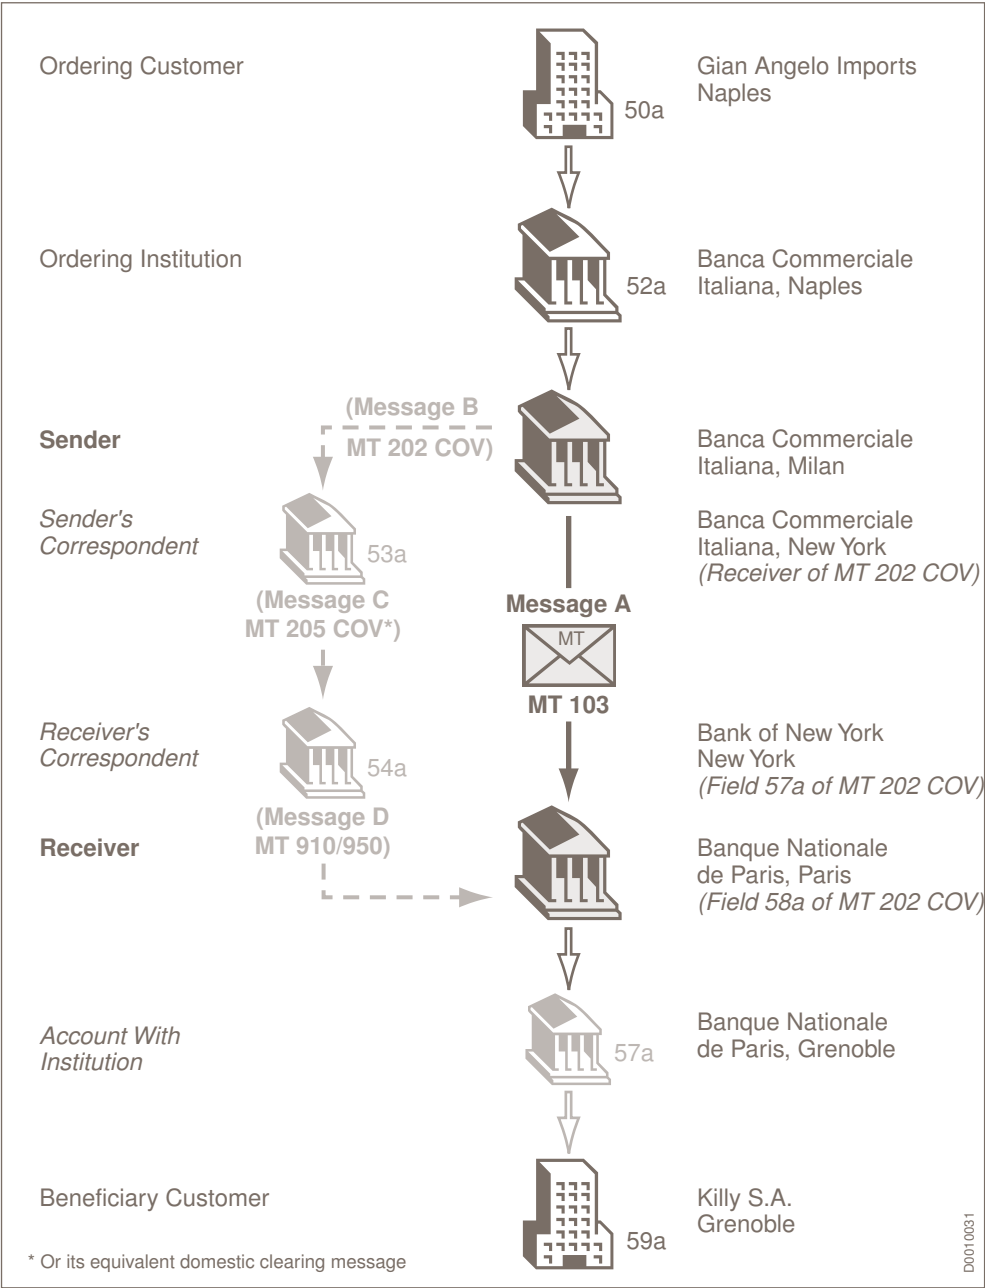 Ordering Customer
50a
Gian Angelo Imports
Naples
Ordering Institution
52a
Banca Commerciale
Italiana, Naples
(Message B
MT 202 COV)
Sender
Banca Commerciale
Italiana, Milan
Sender's
Correspondent
53a
Banca Commerciale
Italiana, New York
(Receiver of MT 202 COV)
(Message C
MT 205 COV*)
Message A
MT
MT 103
Receiver's
Correspondent
54a
Bank of New York
New York
(Field 57a of MT 202 COV)
(Message D
MT 910/950)
Receiver
Banque Nationale
de Paris, Paris
(Field 58a of MT 202 COV)
Account With
Institution
57a
Banque Nationale
de Paris, Grenoble
Beneficiary Customer
59a
Killy S.A.
Grenoble
* Or its equivalent domestic clearing message
D0010031